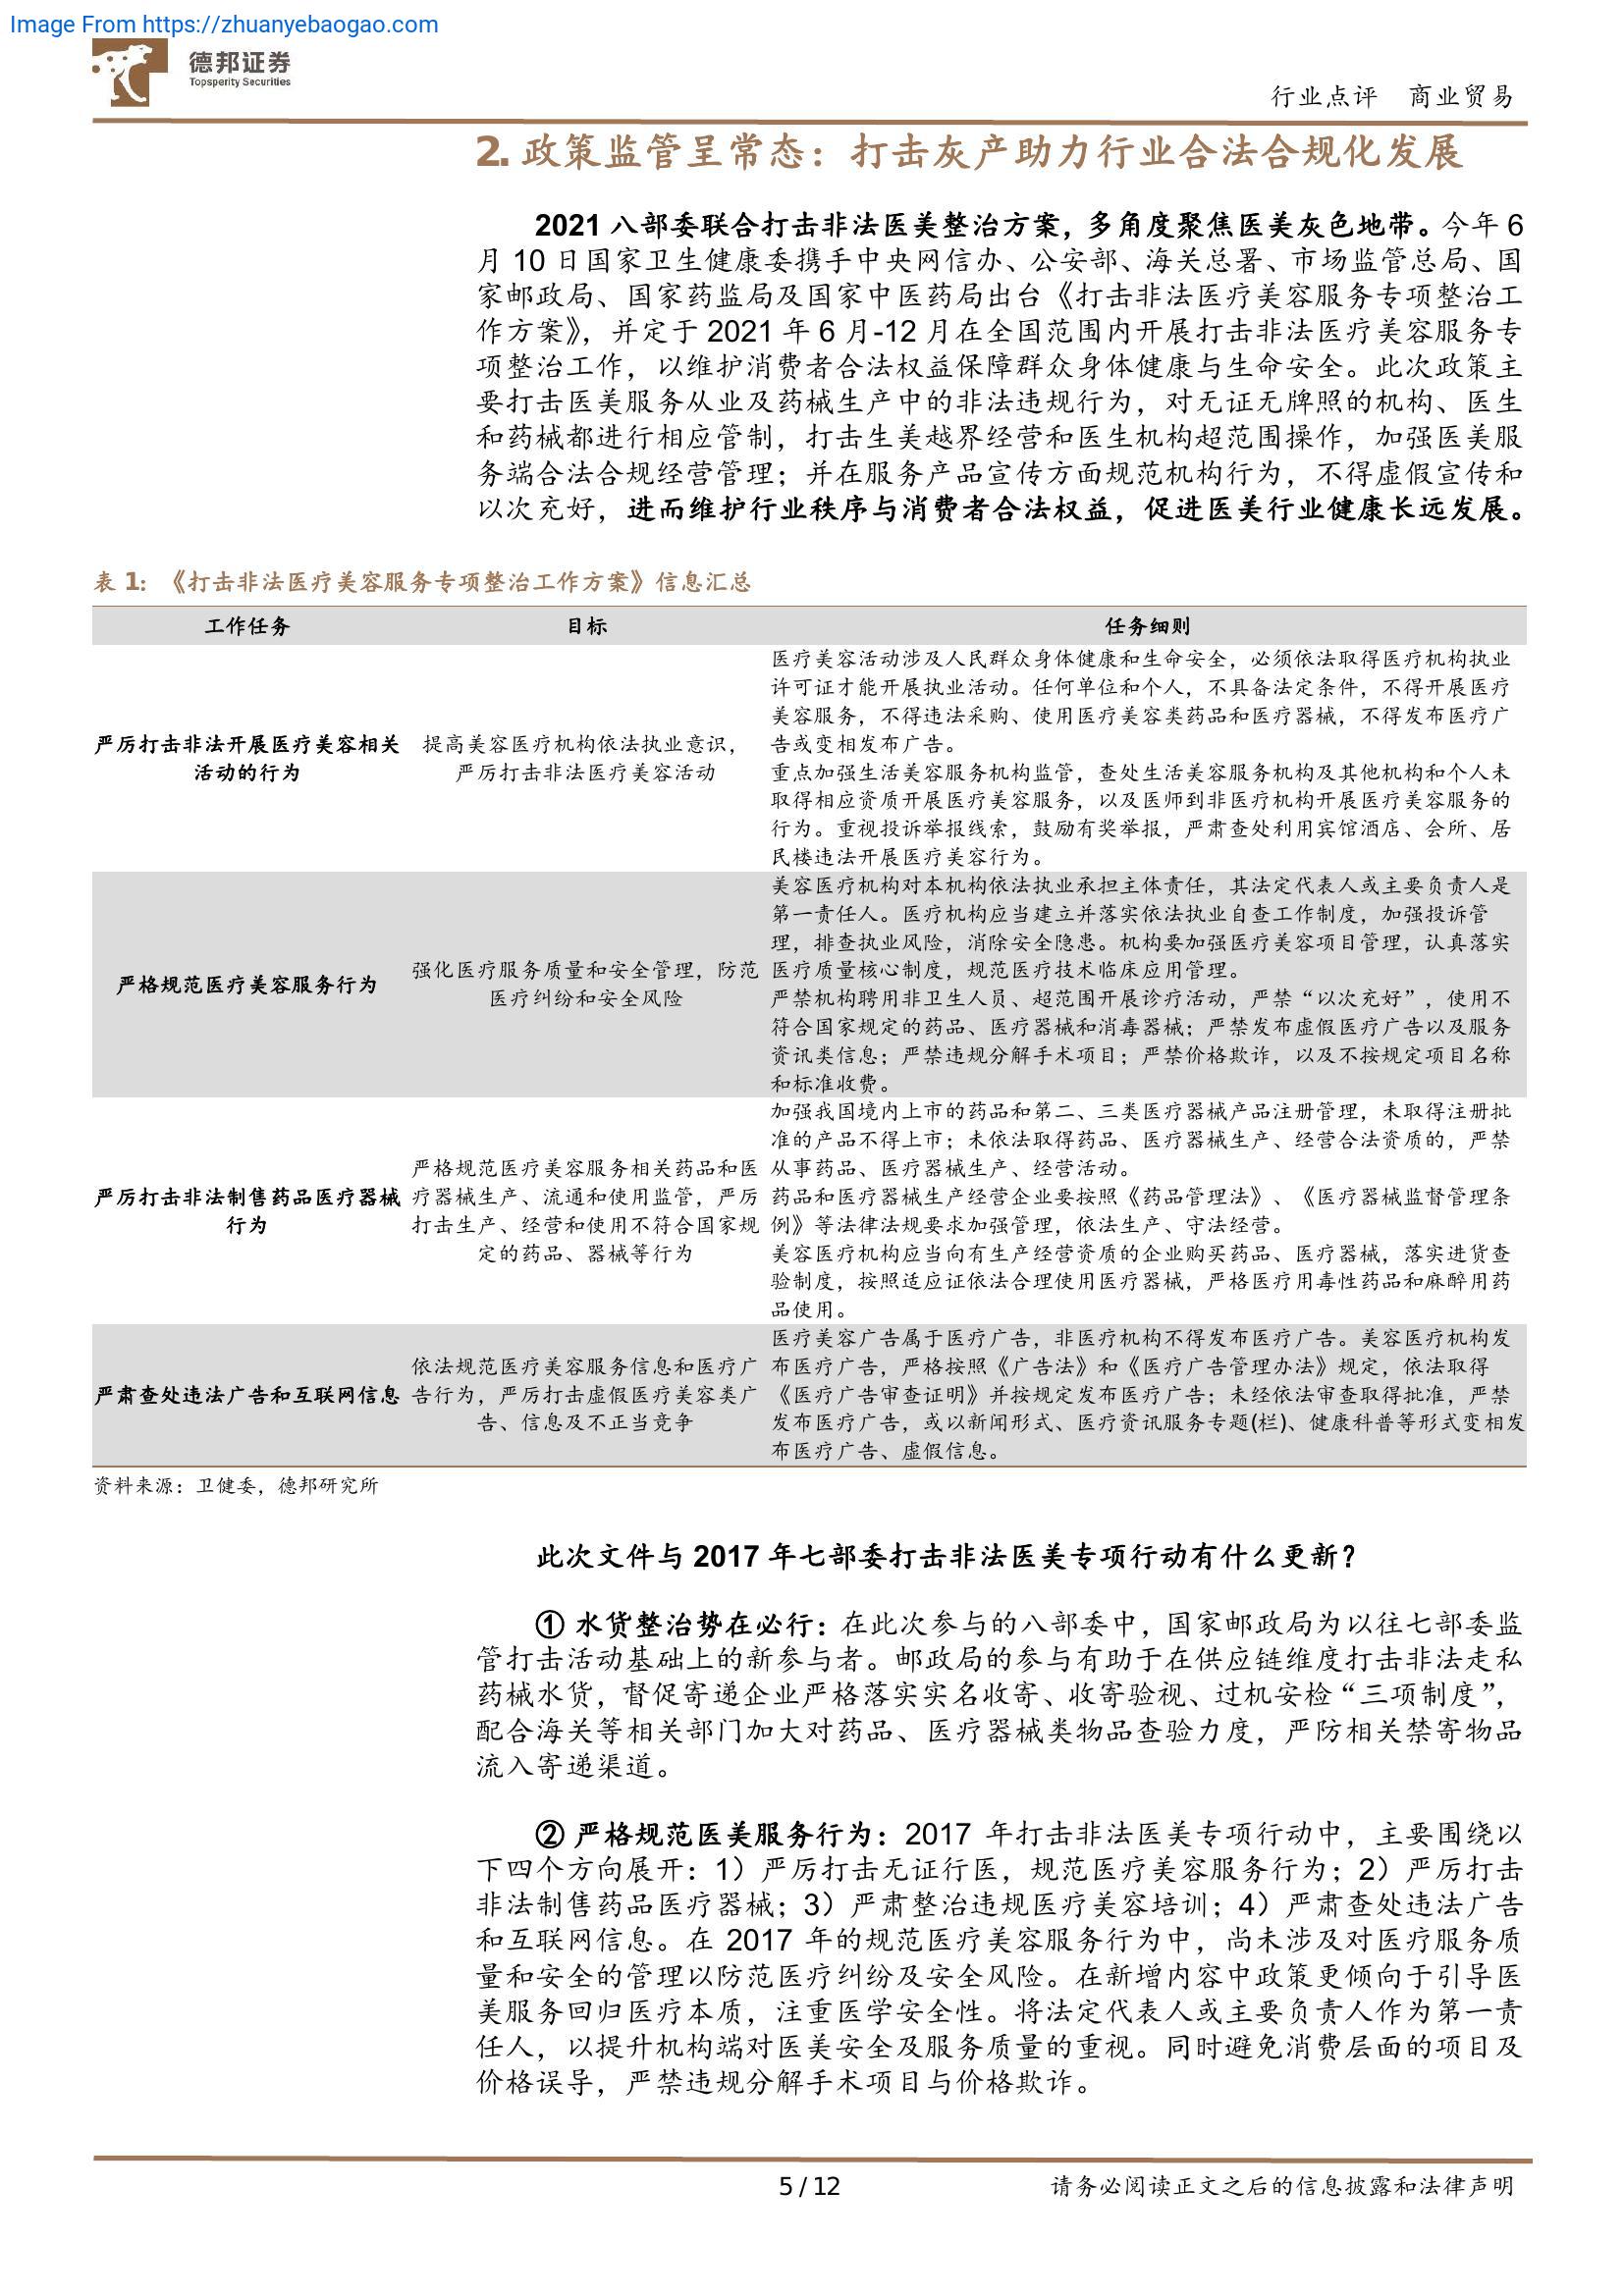 Image From https://zhuanyebaogao.com
德邦证券
Topsperity Securities
行业点评 商业贸易
2. 政策监管呈常态：打击灰产助力行业合法合规化发展
2021 八部委联合打击非法医美整治方案，多角度聚焦医美灰色地带。今年 6
月 10 日国家卫生健康委携手中央网信办、公安部、海关总署、市场监管总局、国
家邮政局、国家药监局及国家中医药局出台《打击非法医疗美容服务专项整治工
作方案》，并定于 2021 年 6 月-12 月在全国范围内开展打击非法医疗美容服务专
项整治工作，以维护消费者合法权益保障群众身体健康与生命安全。此次政策主
要打击医美服务从业及药械生产中的非法违规行为，对无证无牌照的机构、医生
和药械都进行相应管制，打击生美越界经营和医生机构超范围操作，加强医美服
务端合法合规经营管理；并在服务产品宣传方面规范机构行为，不得虚假宣传和
以次充好，进而维护行业秩序与消费者合法权益，促进医美行业健康长远发展。
表 1：《打击非法医疗美容服务专项整治工作方案》信息汇总
工作任务 目标 任务细则
严厉打击非法开展医疗美容相关
活动的行为
提高美容医疗机构依法执业意识，
严厉打击非法医疗美容活动
医疗美容活动涉及人民群众身体健康和生命安全，必须依法取得医疗机构执业
许可证才能开展执业活动。任何单位和个人，不具备法定条件，不得开展医疗
美容服务，不得违法采购、使用医疗美容类药品和医疗器械，不得发布医疗广
告或变相发布广告。
重点加强生活美容服务机构监管，查处生活美容服务机构及其他机构和个人未
取得相应资质开展医疗美容服务，以及医师到非医疗机构开展医疗美容服务的
行为。重视投诉举报线索，鼓励有奖举报，严肃查处利用宾馆酒店、会所、居
民楼违法开展医疗美容行为。
严格规范医疗美容服务行为
强化医疗服务质量和安全管理，防范
医疗纠纷和安全风险
美容医疗机构对本机构依法执业承担主体责任，其法定代表人或主要负责人是
第一责任人。医疗机构应当建立并落实依法执业自查工作制度，加强投诉管
理，排查执业风险，消除安全隐患。机构要加强医疗美容项目管理，认真落实
医疗质量核心制度，规范医疗技术临床应用管理。
严禁机构聘用非卫生人员、超范围开展诊疗活动，严禁“以次充好”，使用不
符合国家规定的药品、医疗器械和消毒器械；严禁发布虚假医疗广告以及服务
资讯类信息；严禁违规分解手术项目；严禁价格欺诈，以及不按规定项目名称
和标准收费。
严厉打击非法制售药品医疗器械
行为
严格规范医疗美容服务相关药品和医
疗器械生产、流通和使用监管，严厉
打击生产、经营和使用不符合国家规
定的药品、器械等行为
加强我国境内上市的药品和第二、三类医疗器械产品注册管理，未取得注册批
准的产品不得上市；未依法取得药品、医疗器械生产、经营合法资质的，严禁
从事药品、医疗器械生产、经营活动。
药品和医疗器械生产经营企业要按照《药品管理法》、《医疗器械监督管理条
例》等法律法规要求加强管理，依法生产、守法经营。
美容医疗机构应当向有生产经营资质的企业购买药品、医疗器械，落实进货查
验制度，按照适应证依法合理使用医疗器械，严格医疗用毒性药品和麻醉用药
品使用。
严肃查处违法广告和互联网信息
依法规范医疗美容服务信息和医疗广
告行为，严厉打击虚假医疗美容类广
告、信息及不正当竞争
医疗美容广告属于医疗广告，非医疗机构不得发布医疗广告。美容医疗机构发
布医疗广告，严格按照《广告法》和《医疗广告管理办法》规定，依法取得
《医疗广告审查证明》并按规定发布医疗广告；未经依法审查取得批准，严禁
发布医疗广告，或以新闻形式、医疗资讯服务专题(栏)、健康科普等形式变相发
布医疗广告、虚假信息。
资料来源：卫健委，德邦研究所
此次文件与 2017 年七部委打击非法医美专项行动有什么更新？
① 水货整治势在必行：在此次参与的八部委中，国家邮政局为以往七部委监
管打击活动基础上的新参与者。邮政局的参与有助于在供应链维度打击非法走私
药械水货，督促寄递企业严格落实实名收寄、收寄验视、过机安检“三项制度”，
配合海关等相关部门加大对药品、医疗器械类物品查验力度，严防相关禁寄物品
流入寄递渠道。
② 严格规范医美服务行为：2017 年打击非法医美专项行动中，主要围绕以
下四个方向展开：1）严厉打击无证行医，规范医疗美容服务行为；2）严厉打击
非法制售药品医疗器械；3）严肃整治违规医疗美容培训；4）严肃查处违法广告
和互联网信息。在 2017 年的规范医疗美容服务行为中，尚未涉及对医疗服务质
量和安全的管理以防范医疗纠纷及安全风险。在新增内容中政策更倾向于引导医
美服务回归医疗本质，注重医学安全性。将法定代表人或主要负责人作为第一责
任人，以提升机构端对医美安全及服务质量的重视。同时避免消费层面的项目及
价格误导，严禁违规分解手术项目与价格欺诈。
5 / 12
请务必阅读正文之后的信息披露和法律声明